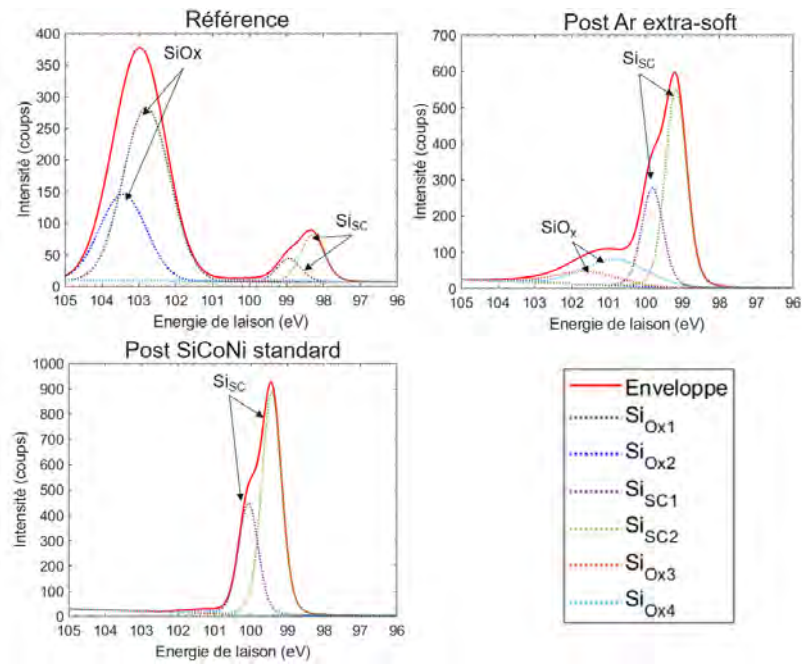 Référence
400
350
300
250
200
150
100
50
0
Intensité (coups)
SiOx
Si_SC
105 104 103 102 101 100 99 98 97 96
Energie de laison (eV)
Post Ar extra-soft
700
600
500
400
300
200
100
0
Intensité (coups)
Si_SC
SiO_x
105 104 103 102 101 100 99 98 97 96
Energie de laison (eV)
Post SiCoNi standard
1000
900
800
700
600
500
400
300
200
100
0
Intensité (coups)
Si_SC
105 104 103 102 101 100 99 98 97 96
Energie de laison (eV)
Enveloppe
Si_Ox1
Si_Ox2
Si_SC1
Si_SC2
Si_Ox3
Si_Ox4